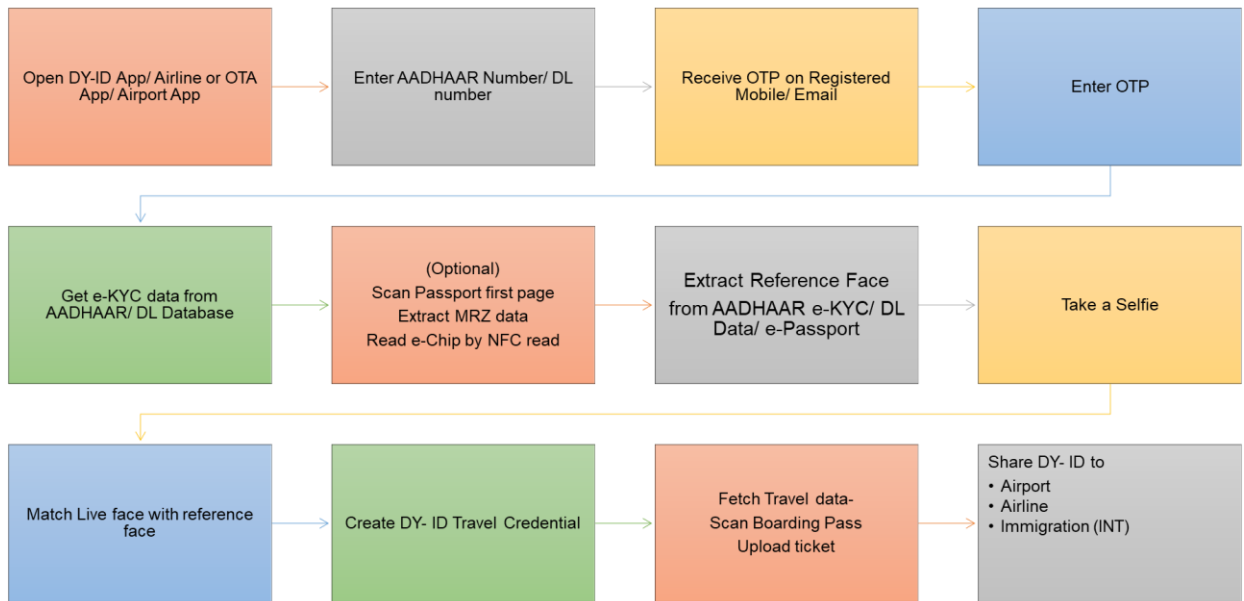 Open DY-ID App/ Airline or OTA
App/ Airport App
Enter AADHAAR Number/ DL
number
Receive OTP on Registered
Mobile/ Email
Enter OTP
Get e-KYC data from
AADHAAR/ DL Database
(Optional)
Scan Passport first page
Extract MRZ data
Read e-Chip by NFC read
Extract Reference Face
from AADHAAR e-KYC/ DL
Data/ e-Passport
Take a Selfie
Match Live face with reference
face
Create DY- ID Travel Credential
Fetch Travel data-
Scan Boarding Pass
Upload ticket
Share DY- ID to
• Airport
• Airline
• Immigration (INT)